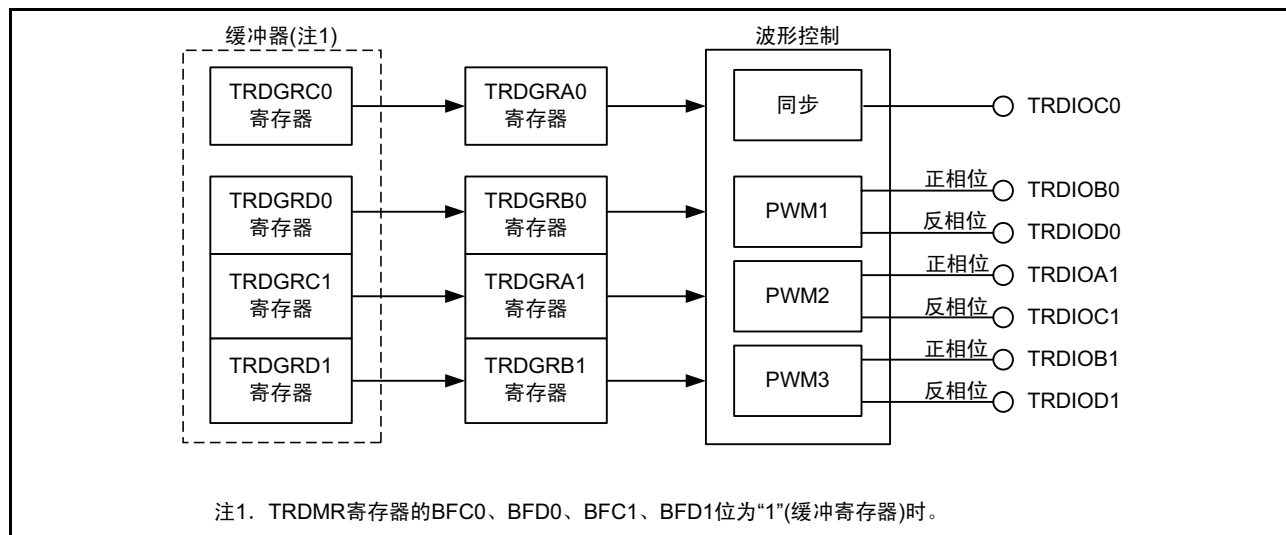 缓冲器(注1)
波形控制
TRDGRC0
寄存器
TRDGRA0
寄存器
同步
TRDIOC0
TRDGRD0
寄存器
TRDGRB0
寄存器
PWM1
正相位
TRDIOB0
反相位
TRDIOD0
TRDGRC1
寄存器
TRDGRA1
寄存器
PWM2
正相位
TRDIOA1
反相位
TRDIOC1
TRDGRD1
寄存器
TRDGRB1
寄存器
PWM3
正相位
TRDIOB1
反相位
TRDIOD1
注1. TRDMR寄存器的BFC0、BFD0、BFC1、BFD1位为“1”(缓冲寄存器)时。